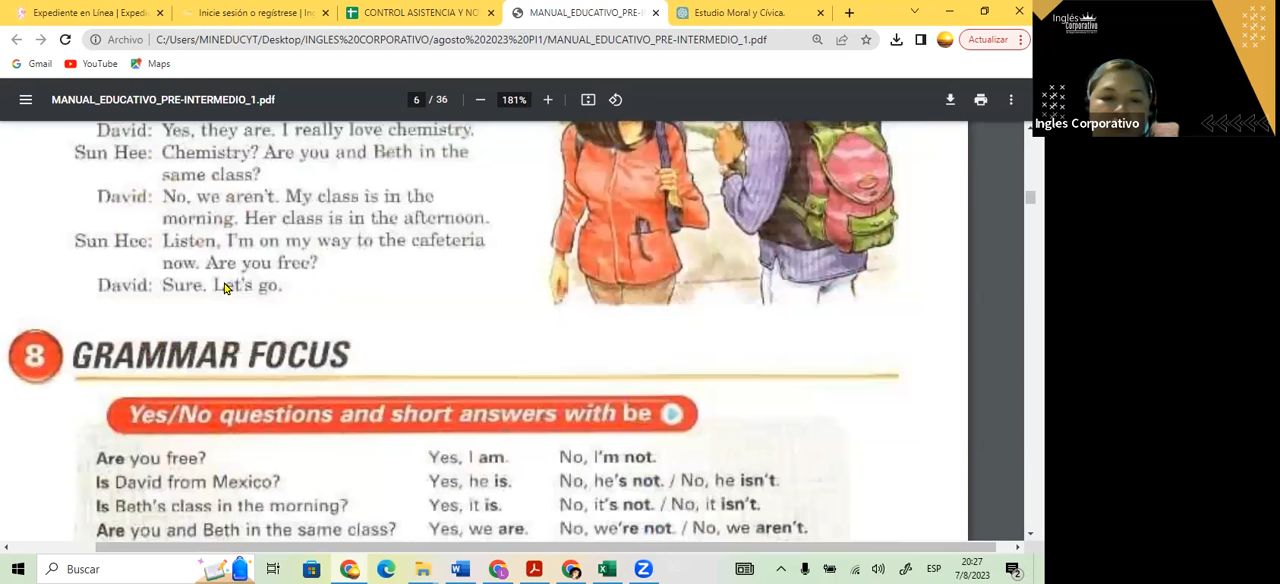 Expediente en Línea | Expedi
Inicie sesión o regístrese | Ing
CONTROL ASISTENCIA Y NO
MANUAL_EDUCATIVO_PRE-I
Estudio Moral y Cívica.
Archivo
C:/Users/MINEDUCYT/Desktop/INGLES%20CORPORATIVO/agosto%202023%20PI1/MANUAL_EDUCATIVO_PRE-INTERMEDIO_1.pdf
Actualizar
Gmail YouTube Maps
MANUAL_EDUCATIVO_PRE-INTERMEDIO_1.pdf
6 / 36
181%
David: Yes, they are. I really love chemistry.
Sun Hee: Chemistry? Are you and Beth in the
same class?
David: No, we aren't. My class is in the
morning. Her class is in the afternoon.
Sun Hee: Listen, I'm on my way to the cafeteria
now. Are you free?
David: Sure. Let's go.
8 GRAMMAR FOCUS
Yes/No questions and short answers with be
Are you free? Yes, I am. No, I'm not.
Is David from Mexico? Yes, he is. No, he's not. / No, he isn't.
Is Beth's class in the morning? Yes, it is. No, it's not. / No, it isn't.
Are you and Beth in the same class? Yes, we are. No, we're not. / No, we aren't.
Buscar
ESP
20:27
7/8/2023
2
Inglés
Corporativo
Ingles Corporativo